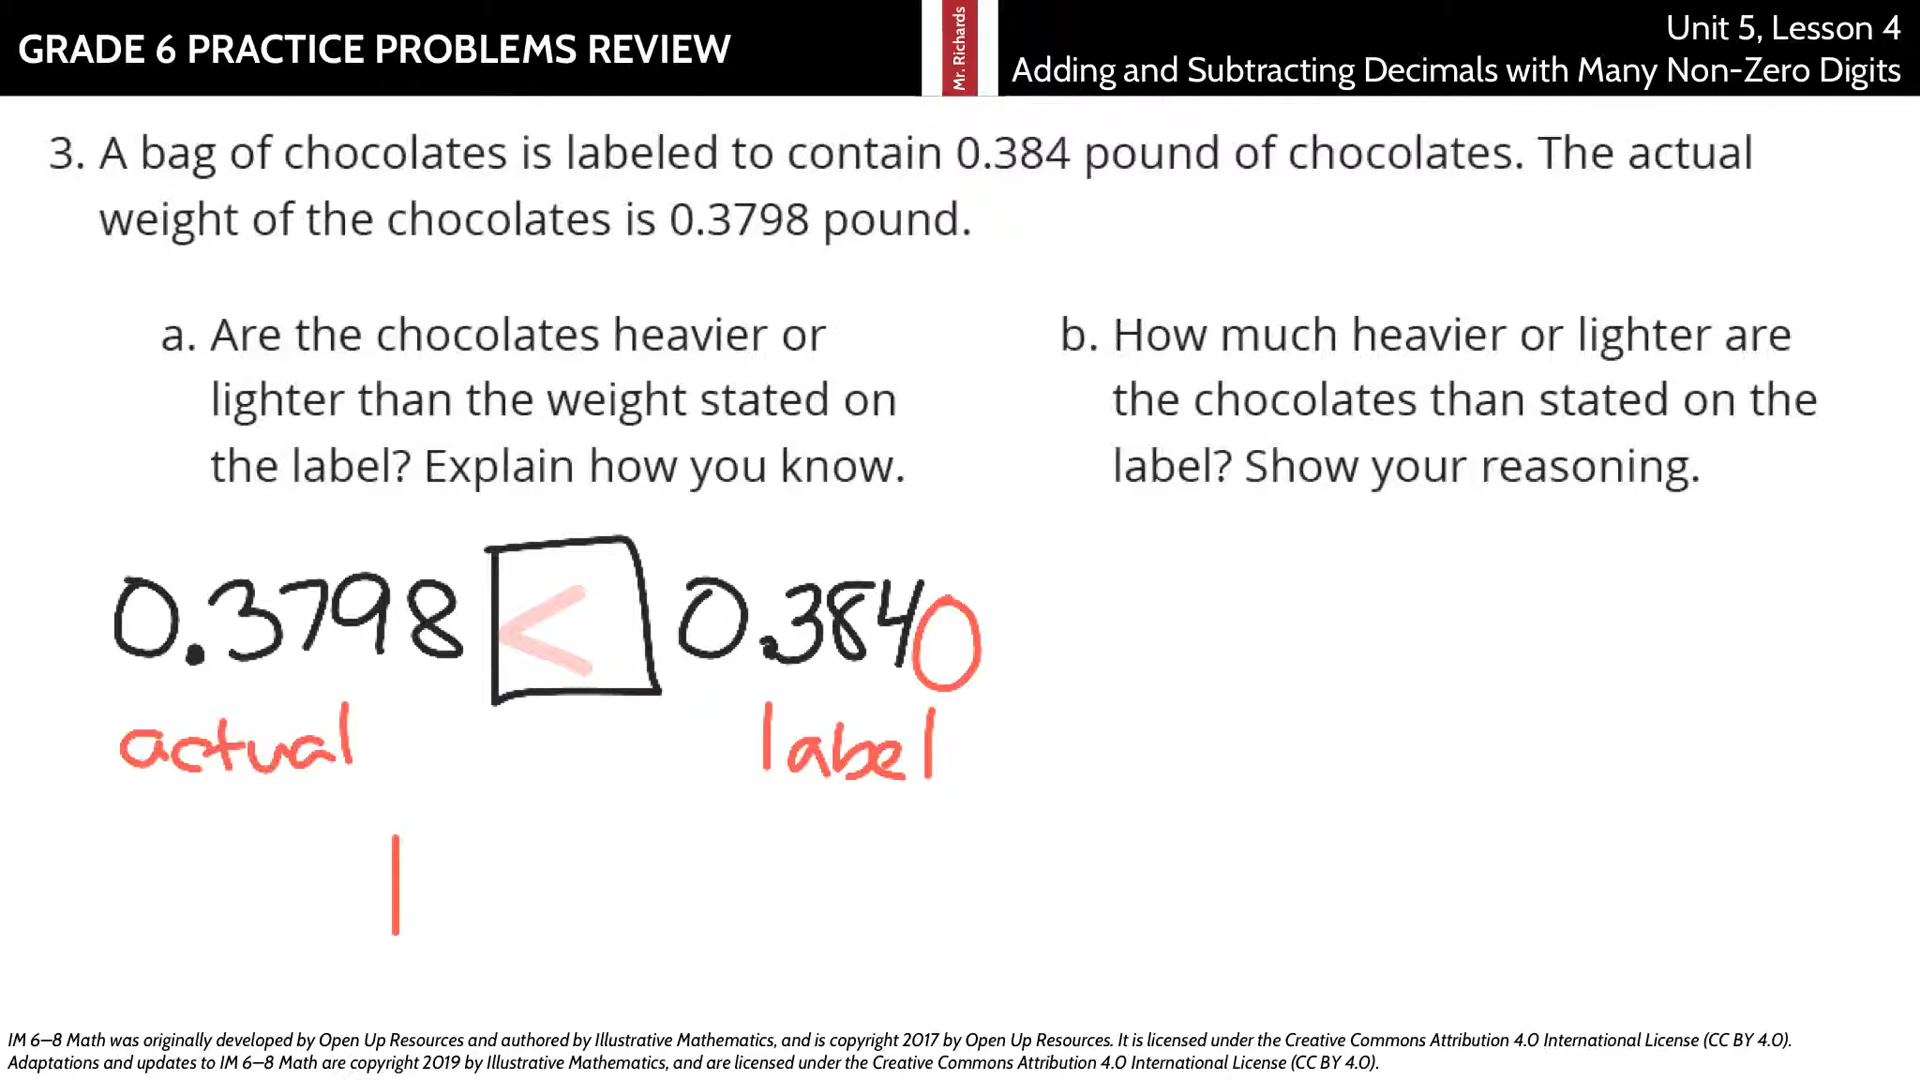 GRADE 6 PRACTICE PROBLEMS REVIEW
Mr. Richards
Unit 5, Lesson 4
Adding and Subtracting Decimals with Many Non-Zero Digits
3. A bag of chocolates is labeled to contain 0.384 pound of chocolates. The actual
weight of the chocolates is 0.3798 pound.
a. Are the chocolates heavier or
lighter than the weight stated on
the label? Explain how you know.
b. How much heavier or lighter are
the chocolates than stated on the
label? Show your reasoning.
0.3798 < 0.3840
actual label
l
IM 6–8 Math was originally developed by Open Up Resources and authored by Illustrative Mathematics, and is copyright 2017 by Open Up Resources. It is licensed under the Creative Commons Attribution 4.0 International License (CC BY 4.0).
Adaptations and updates to IM 6–8 Math are copyright 2019 by Illustrative Mathematics, and are licensed under the Creative Commons Attribution 4.0 International License (CC BY 4.0).